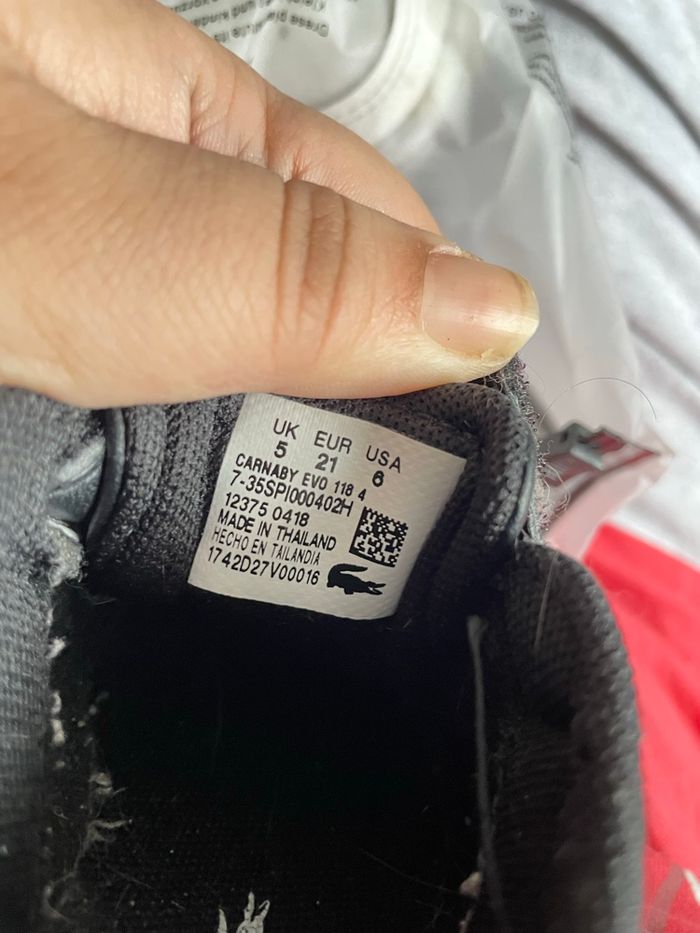 UK EUR USA
5 21 6
CARNABY EVO 118 4
7-35SPI000402H
12375 0418
MADE IN THAILAND
HECHO EN TAILANDIA
1742D27V00016